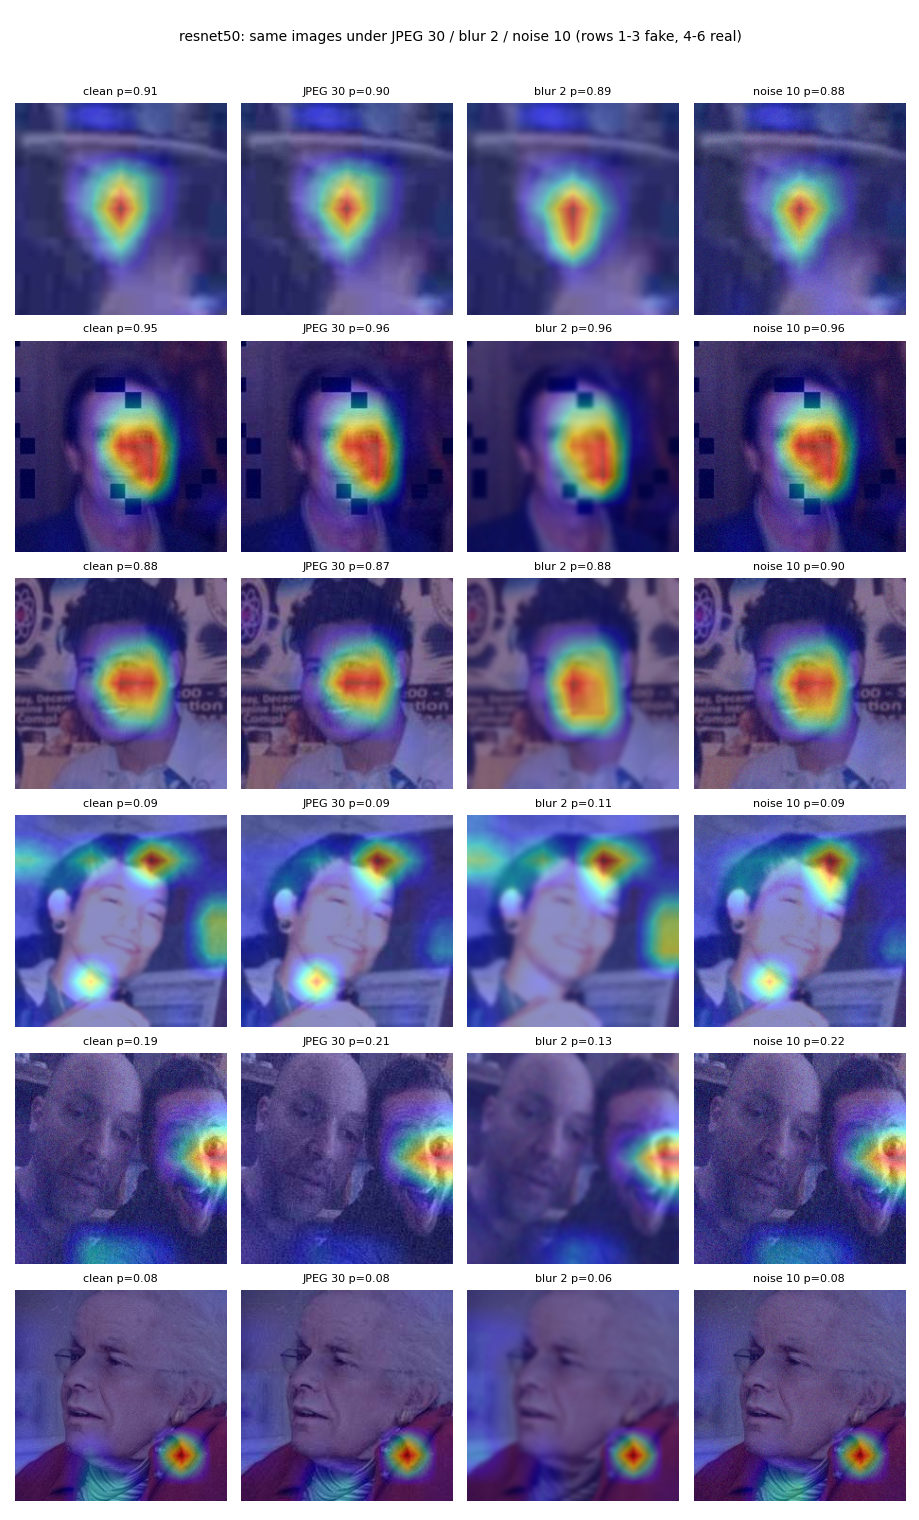 resnet50: same images under JPEG 30 / blur 2 / noise 10 (rows 1-3 fake, 4-6 real)
clean p=0.91 JPEG 30 p=0.90 blur 2 p=0.89 noise 10 p=0.88
clean p=0.95 JPEG 30 p=0.96 blur 2 p=0.96 noise 10 p=0.96
clean p=0.88 JPEG 30 p=0.87 blur 2 p=0.88 noise 10 p=0.90
clean p=0.09 JPEG 30 p=0.09 blur 2 p=0.11 noise 10 p=0.09
clean p=0.19 JPEG 30 p=0.21 blur 2 p=0.13 noise 10 p=0.22
clean p=0.08 JPEG 30 p=0.08 blur 2 p=0.06 noise 10 p=0.08